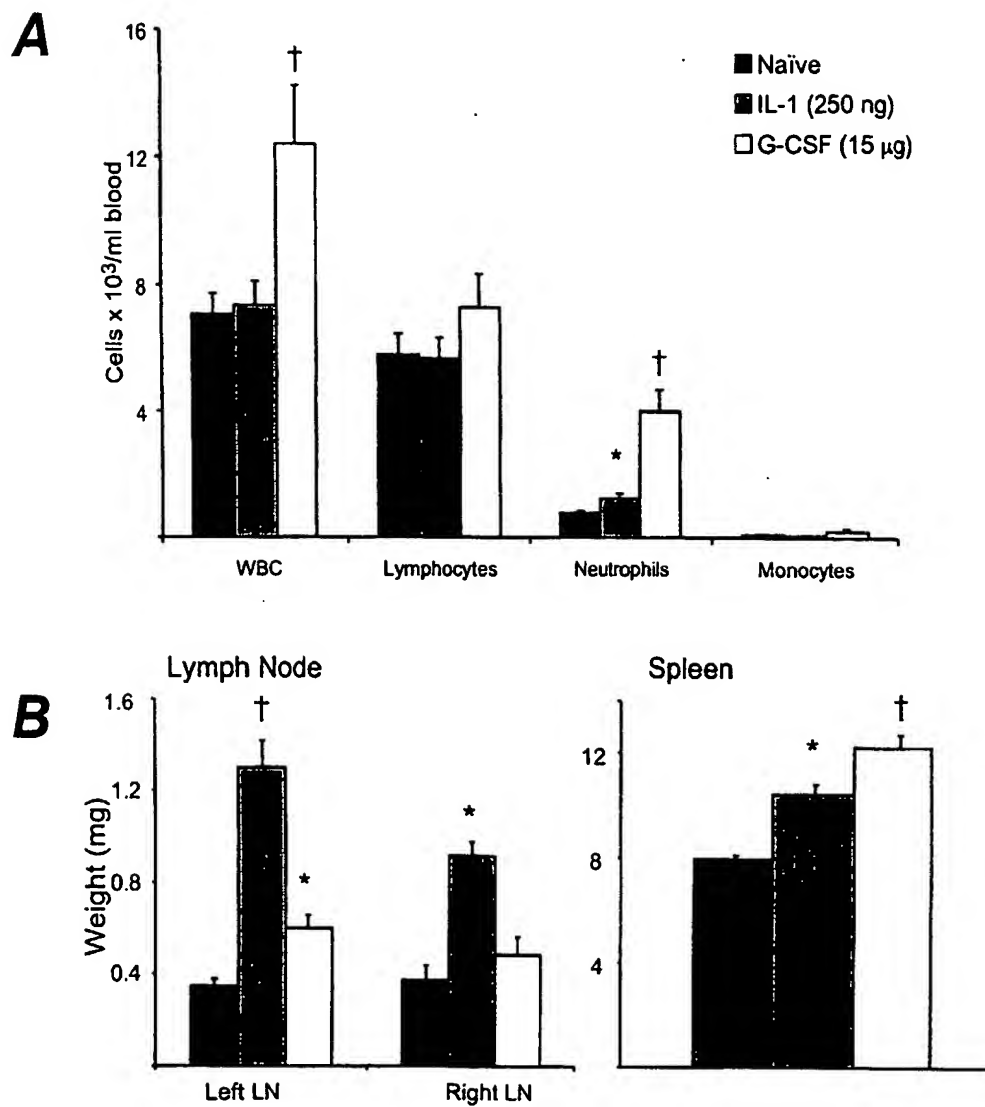 A
16
12
8
4
Cells x 10³/ml blood
†
*
†
Naïve
IL-1 (250 ng)
G-CSF (15 µg)
WBC Lymphocytes Neutrophils Monocytes
B
Lymph Node
1.6
1.2
0.8
0.4
Weight (mg)
†
*
*
Left LN Right LN
Spleen
12
8
4
*
†